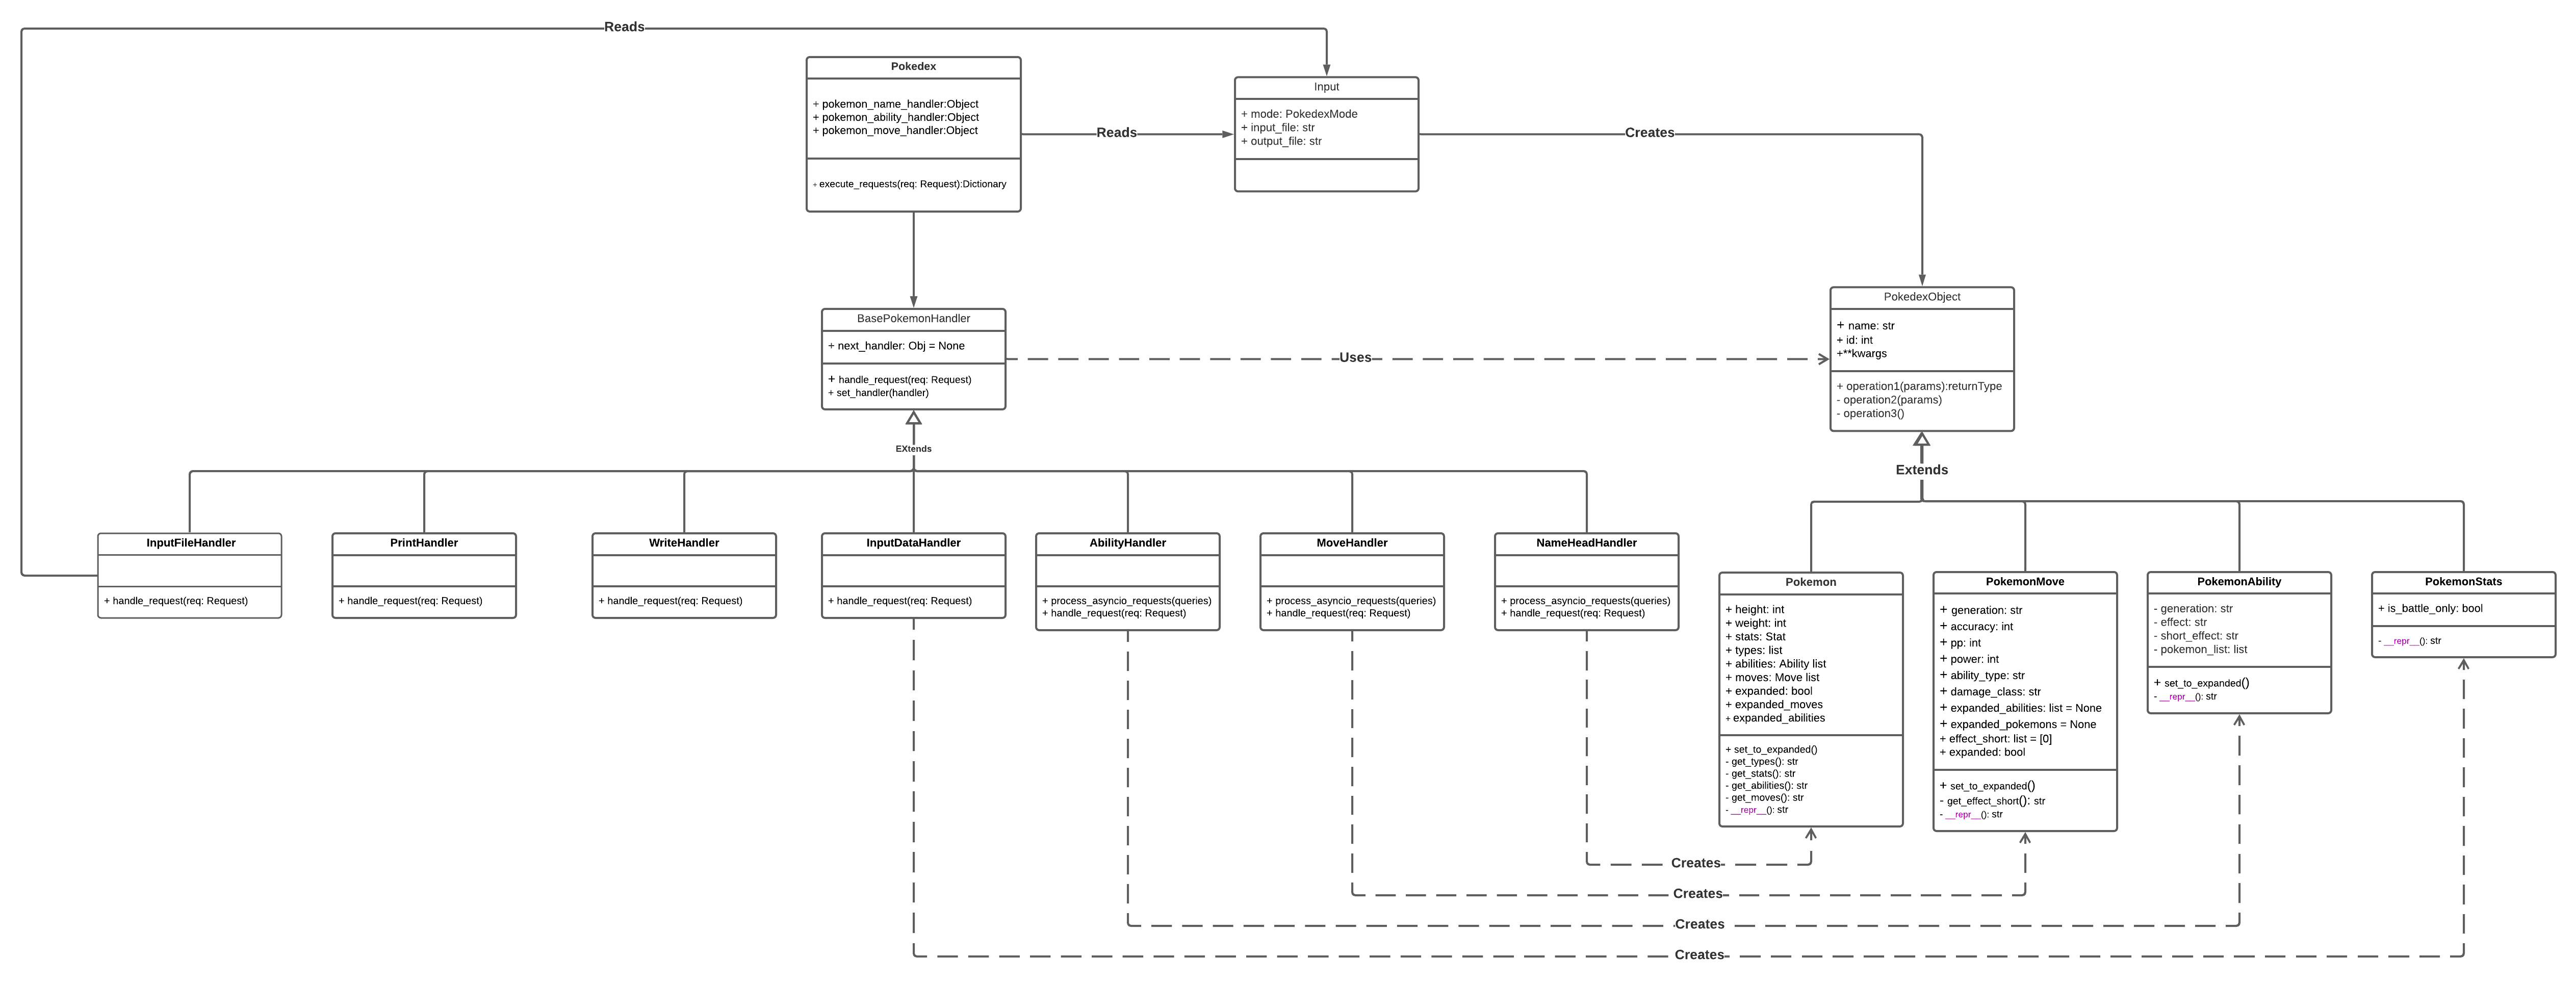 Reads
Pokedex
+ pokemon_name_handler:Object
+ pokemon_ability_handler:Object
+ pokemon_move_handler:Object
+ execute_requests(req: Request):Dictionary
Reads
Input
+ mode: PokedexMode
+ input_file: str
+ output_file: str
Creates
BasePokemonHandler
+ next_handler: Obj = None
+ handle_request(req: Request)
+ set_handler(handler)
Uses
PokedexObject
+ name: str
+ id: int
+**kwargs
+ operation1(params):returnType
- operation2(params)
- operation3()
EXtends
Extends
InputFileHandler
+ handle_request(req: Request)
PrintHandler
+ handle_request(req: Request)
WriteHandler
+ handle_request(req: Request)
InputDataHandler
+ handle_request(req: Request)
AbilityHandler
+ process_asyncio_requests(queries)
+ handle_request(req: Request)
MoveHandler
+ process_asyncio_requests(queries)
+ handle_request(req: Request)
NameHeadHandler
+ process_asyncio_requests(queries)
+ handle_request(req: Request)
Pokemon
+ height: int
+ weight: int
+ stats: Stat
+ types: list
+ abilities: Ability list
+ moves: Move list
+ expanded: bool
+ expanded_moves
+ expanded_abilities
+ set_to_expanded()
- get_types(): str
- get_stats(): str
- get_abilities(): str
- get_moves(): str
- __repr__(): str
PokemonMove
+ generation: str
+ accuracy: int
+ pp: int
+ power: int
+ ability_type: str
+ damage_class: str
+ expanded_abilities: list = None
+ expanded_pokemons = None
+ effect_short: list = [0]
+ expanded: bool
+ set_to_expanded()
- get_effect_short(): str
- __repr__(): str
PokemonAbility
- generation: str
- effect: str
- short_effect: str
- pokemon_list: list
+ set_to_expanded()
- __repr__(): str
PokemonStats
+ is_battle_only: bool
- __repr__(): str
Creates
Creates
Creates
Creates